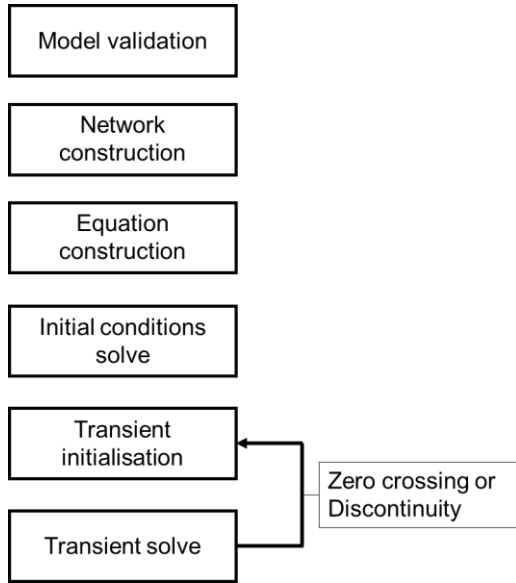 Model validation
Network
construction
Equation
construction
Initial conditions
solve
Transient
initialisation
Zero crossing or
Discontinuity
Transient solve